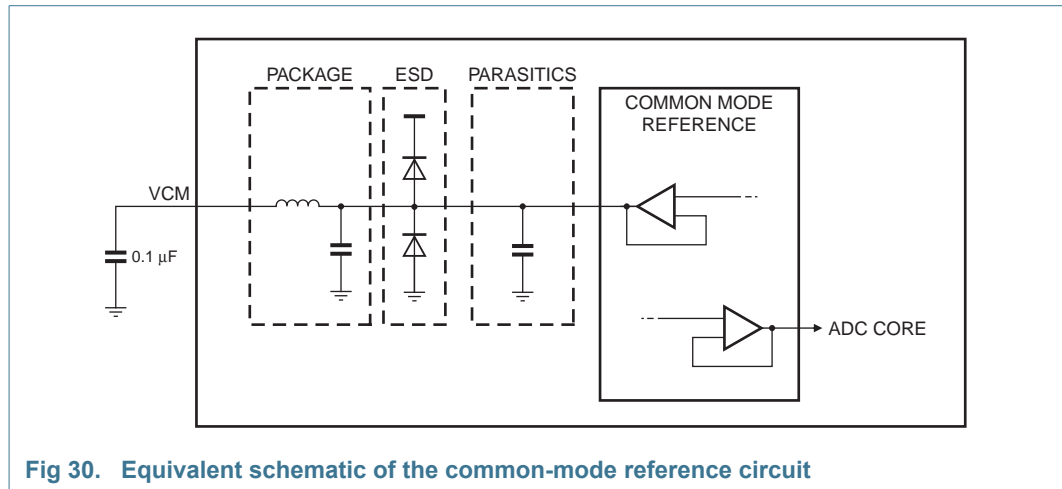 PACKAGE ESD PARASITICS
COMMON MODE
REFERENCE
VCM
0.1 μF
ADC CORE
Fig 30. Equivalent schematic of the common-mode reference circuit